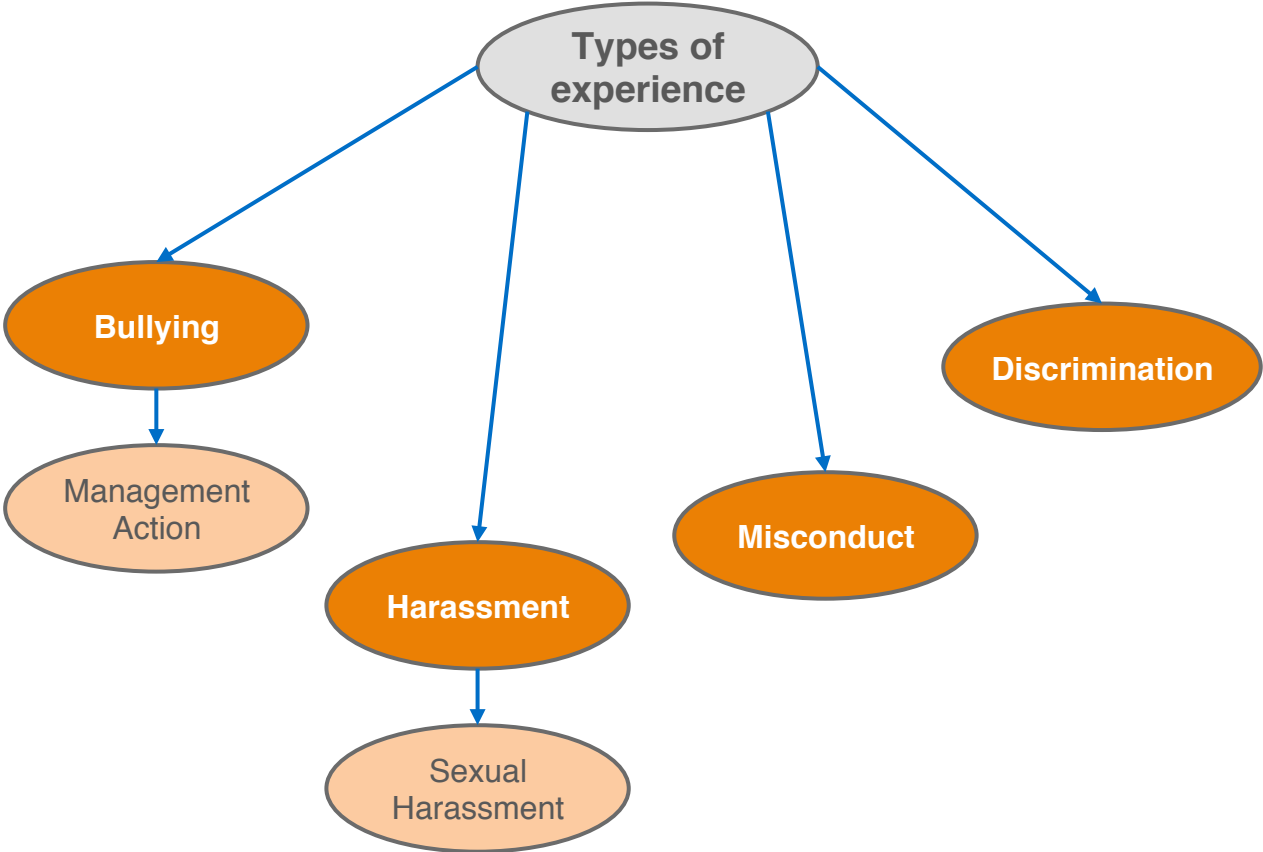 Types of
experience
Bullying
Discrimination
Management
Action
Misconduct
Harassment
Sexual
Harassment